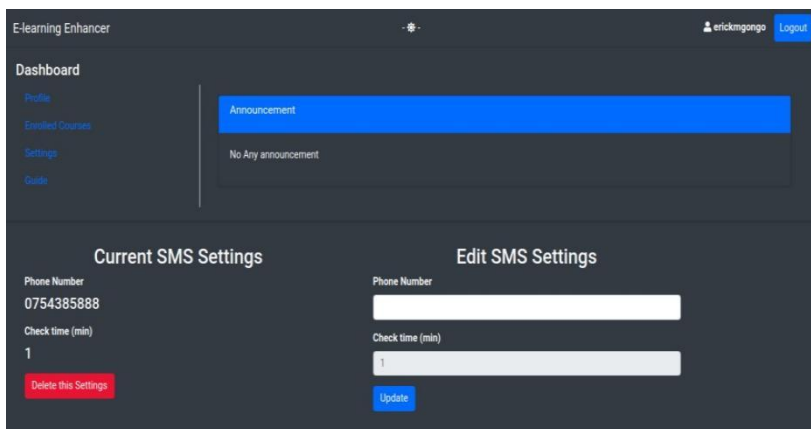 E-learning Enhancer
erickmgongo
Logout
Dashboard
Profile
Enrolled Courses
Settings
Guide
Announcement
No Any announcement
Current SMS Settings
Phone Number
0754385888
Check time (min)
1
Delete this Settings
Edit SMS Settings
Phone Number
Check time (min)
1
Update